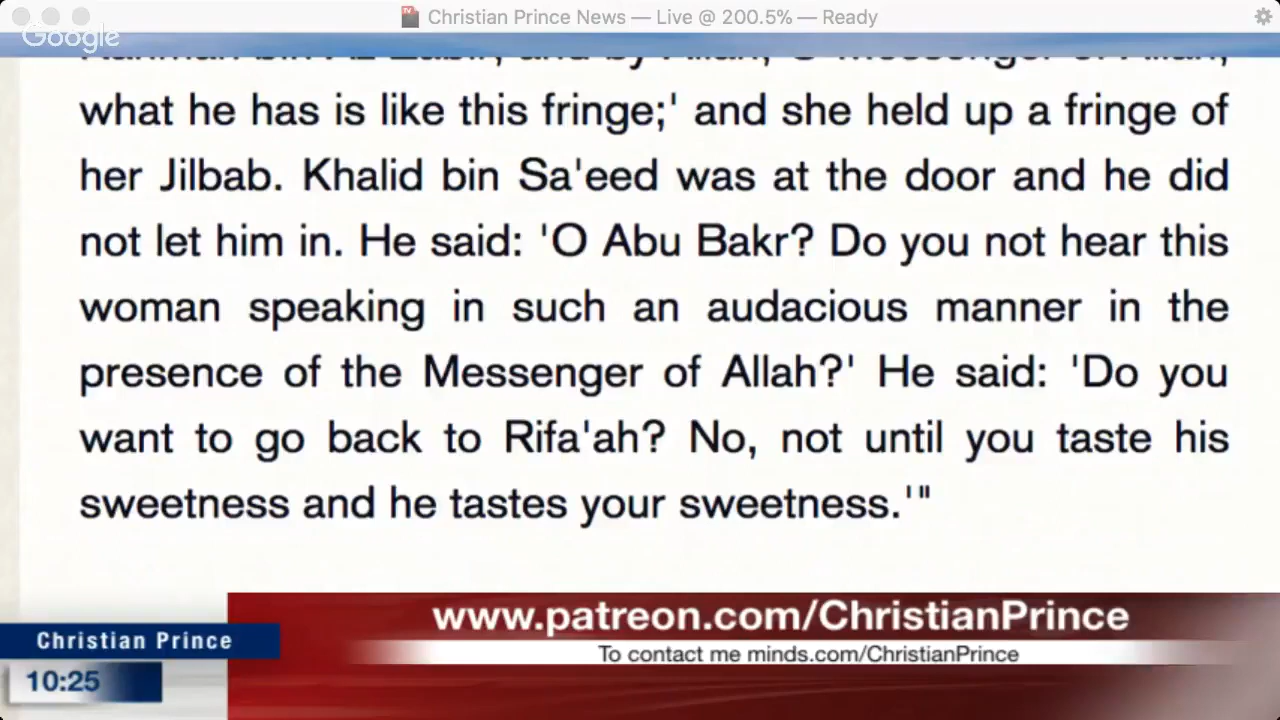 Christian Prince News — Live @ 200.5% — Ready
Google
what he has is like this fringe;' and she held up a fringe of
her Jilbab. Khalid bin Sa'eed was at the door and he did
not let him in. He said: 'O Abu Bakr? Do you not hear this
woman speaking in such an audacious manner in the
presence of the Messenger of Allah?' He said: 'Do you
want to go back to Rifa'ah? No, not until you taste his
sweetness and he tastes your sweetness.'"
www.patreon.com/ChristianPrince
Christian Prince
To contact me minds.com/ChristianPrince
10:25